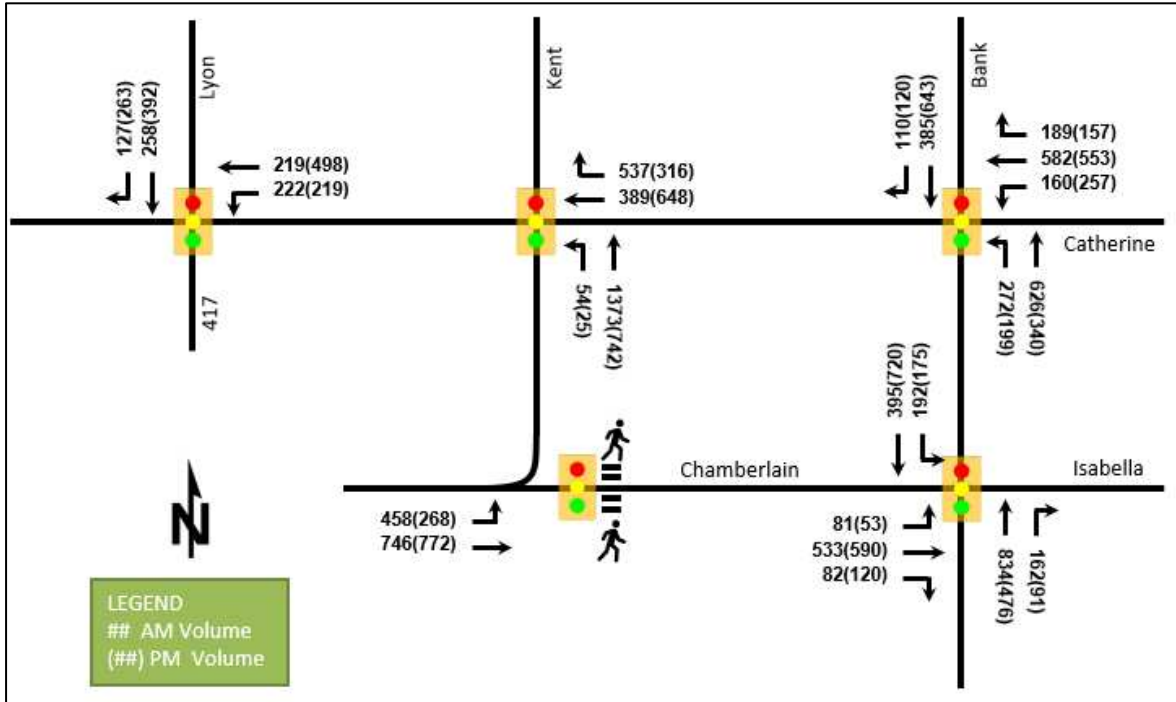 Lyon
Kent
Bank
127(263)
258(392)
219(498)
222(219)
537(316)
389(648)
110(120)
385(643)
189(157)
582(553)
160(257)
Catherine
417
54(25)
1373(742)
272(199)
626(340)
395(720)
192(175)
Chamberlain
Isabella
458(268)
746(772)
81(53)
533(590)
82(120)
834(476)
162(91)
N
LEGEND
## AM Volume
(##) PM Volume